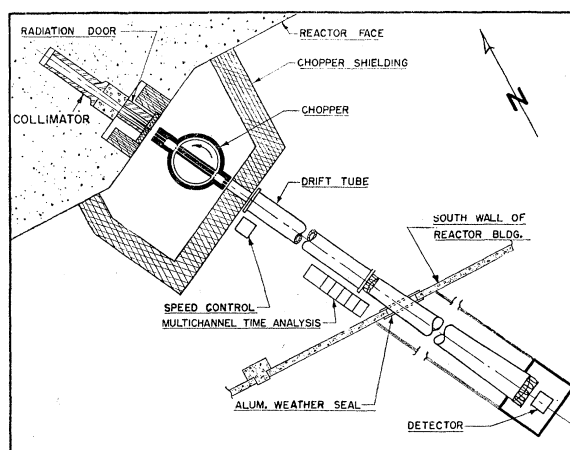 REACTOR FACE
RADIATION DOOR
CHOPPER SHIELDING
CHOPPER
COLLIMATOR
N
DRIFT TUBE
SOUTH WALL OF
REACTOR BLDG.
SPEED CONTROL
MULTICHANNEL TIME ANALYSIS
ALUM. WEATHER SEAL
DETECTOR